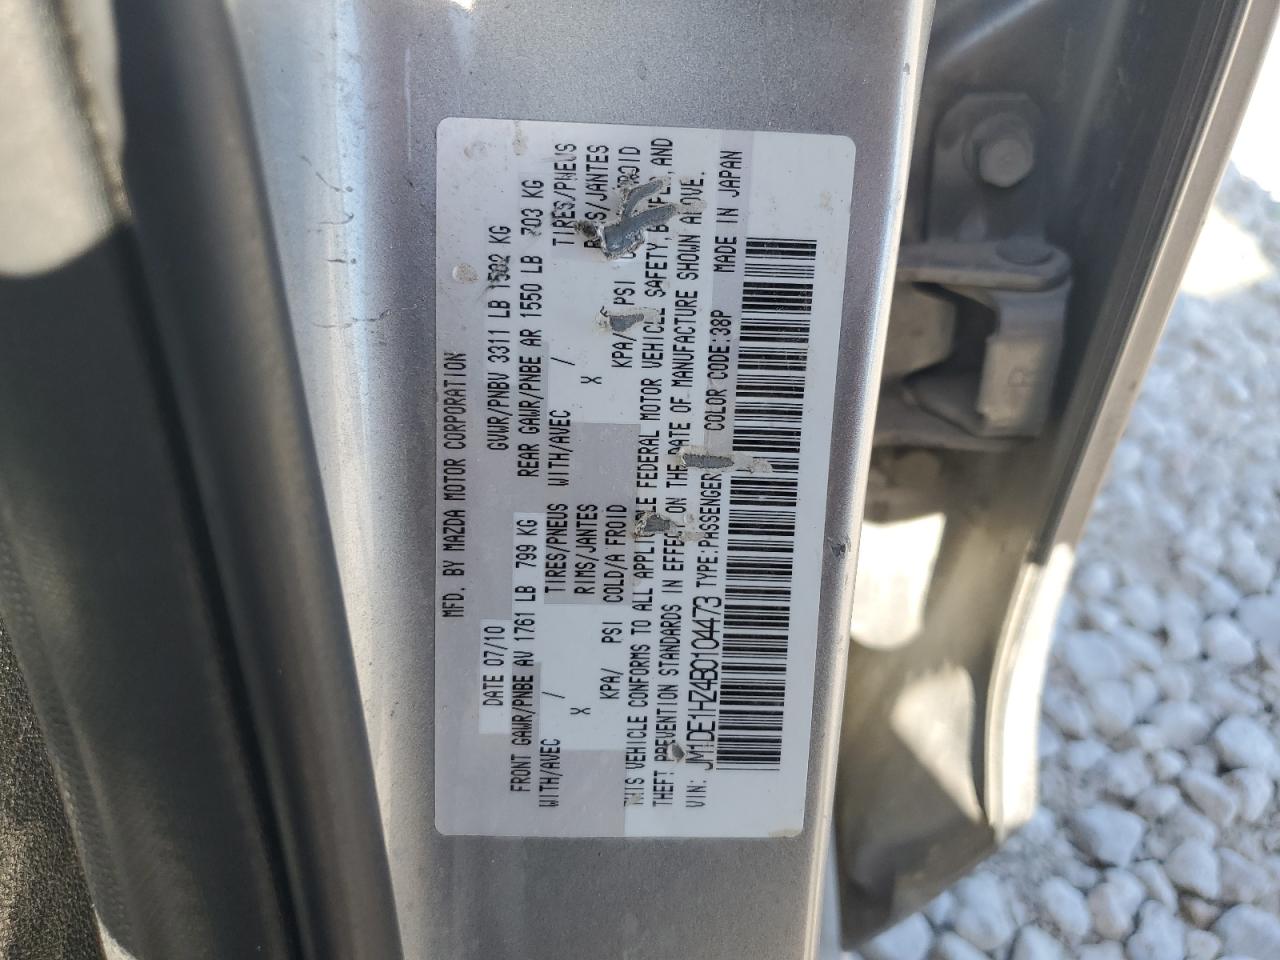 MFD. BY MAZDA MOTOR CORPORATION
DATE 07/10 GVWR/PNBV 3311 LB 1502 KG
FRONT GAWR/PNBE AV 1761 LB 799 KG REAR GAWR/PNBE AR 1550 LB 703 KG
WITH/AVEC / TIRES/PNEUS WITH/AVEC / TIRES/PNEUS
X RIMS/JANTES X RIMS/JANTES
KPA/ PSI COLD/A FROID KPA/ PSI
THIS VEHICLE CONFORMS TO ALL APPLICABLE FEDERAL MOTOR VEHICLE SAFETY, BUMPER, AND
THEFT PREVENTION STANDARDS IN EFFECT ON THE DATE OF MANUFACTURE SHOWN ABOVE.
VIN: JM1DE1HZ4B0104473 TYPE:PASSENGER COLOR CODE:38P MADE IN JAPAN